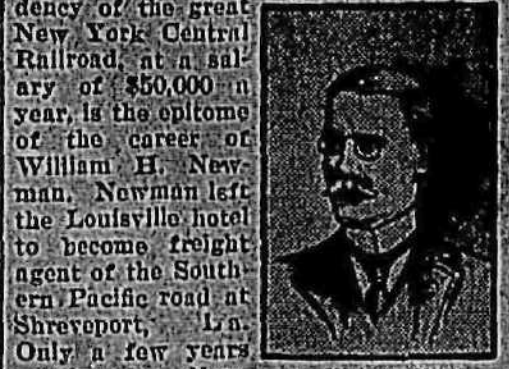 dency of the great
New York Central
Railroad, at a sal-
ary of $50,000 a
year, is the epitome
of the career of
William H. New-
man. Newman left
the Louisville hotel
to become freight
agent of the South-
ern Pacific road at
Shreveport, La.
Only a few years